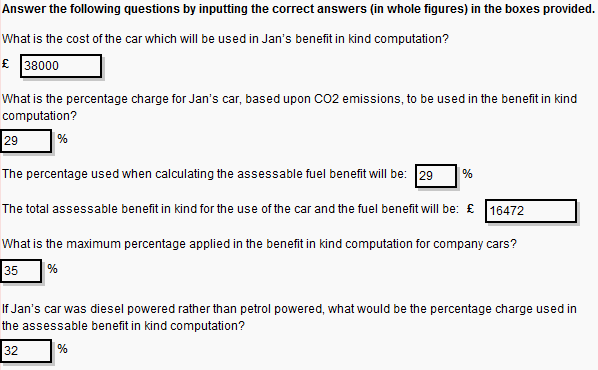 Answer the following questions by inputting the correct answers (in whole figures) in the boxes provided.
What is the cost of the car which will be used in Jan's benefit in kind computation?
£ 38000
What is the percentage charge for Jan's car, based upon CO2 emissions, to be used in the benefit in kind
computation?
29 %
The percentage used when calculating the assessable fuel benefit will be: 29 %
The total assessable benefit in kind for the use of the car and the fuel benefit will be: £ 16472
What is the maximum percentage applied in the benefit in kind computation for company cars?
35 %
If Jan's car was diesel powered rather than petrol powered, what would be the percentage charge used in
the assessable benefit in kind computation?
32 %